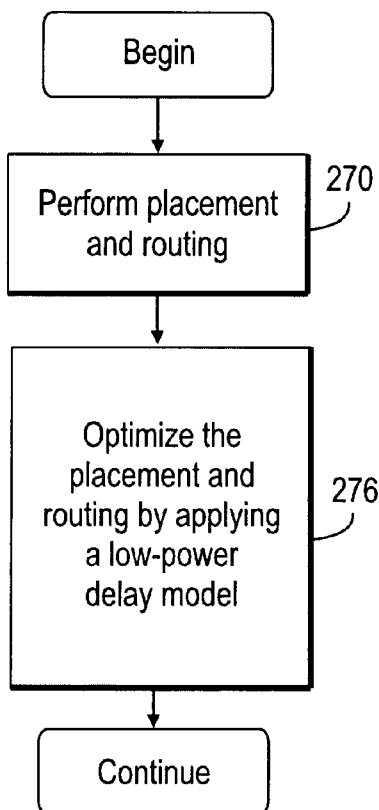 Begin
270
Perform placement
and routing
Optimize the
placement and
routing by applying
a low-power
delay model
276
Continue